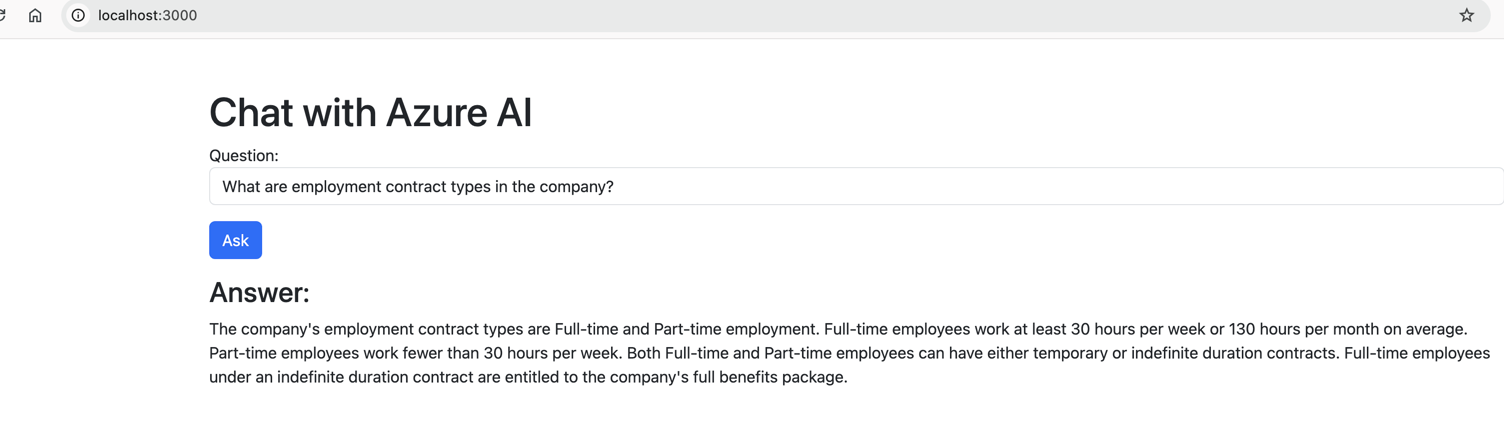 localhost:3000
Chat with Azure AI
Question:
What are employment contract types in the company?
Ask
Answer:
The company's employment contract types are Full-time and Part-time employment. Full-time employees work at least 30 hours per week or 130 hours per month on average.
Part-time employees work fewer than 30 hours per week. Both Full-time and Part-time employees can have either temporary or indefinite duration contracts. Full-time employees
under an indefinite duration contract are entitled to the company's full benefits package.